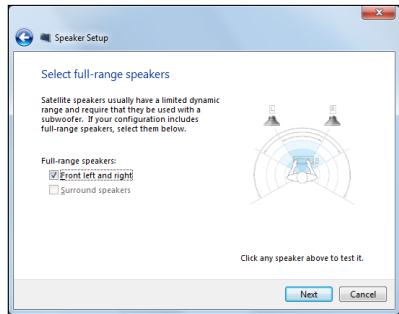 Speaker Setup
Select full-range speakers
Satellite speakers usually have a limited dynamic
range and require that they be used with a
subwoofer. If your configuration includes
full-range speakers, select them below.
L R
Full-range speakers:
Front left and right
Surround speakers
Click any speaker above to test it.
Next Cancel